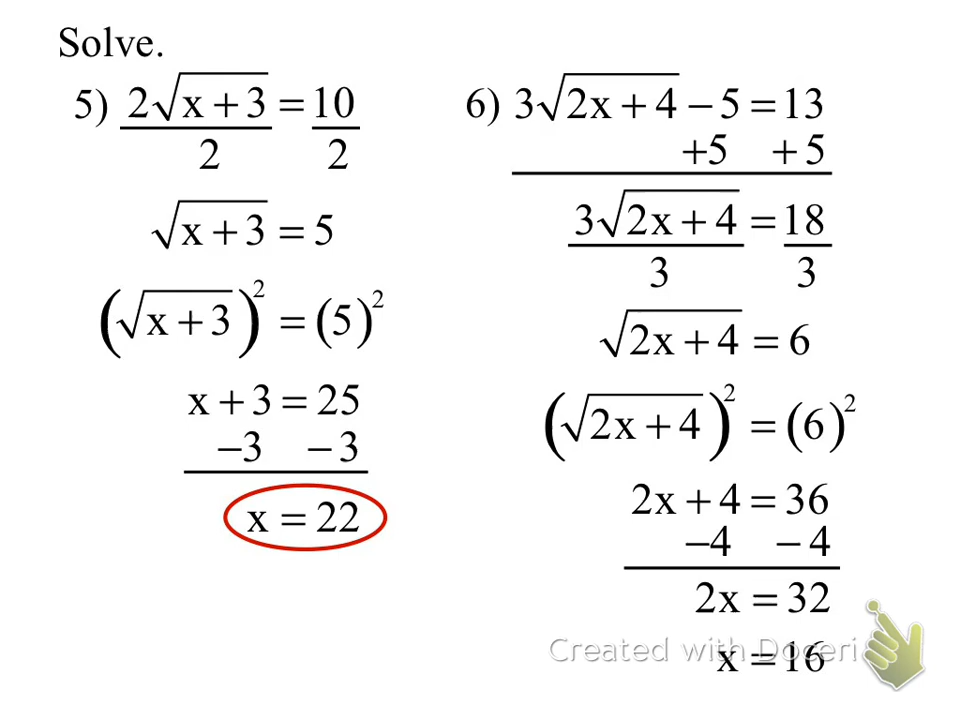 Solve.
5) 2√(x + 3) = 10
2 2
√(x + 3) = 5
(√(x + 3))² = (5)²
x + 3 = 25
−3 − 3
x = 22
6) 3√(2x + 4) − 5 = 13
+5 + 5
3√(2x + 4) = 18
3 3
√(2x + 4) = 6
(√(2x + 4))² = (6)²
2x + 4 = 36
−4 − 4
2x = 32
x = 16
Created with Doceri